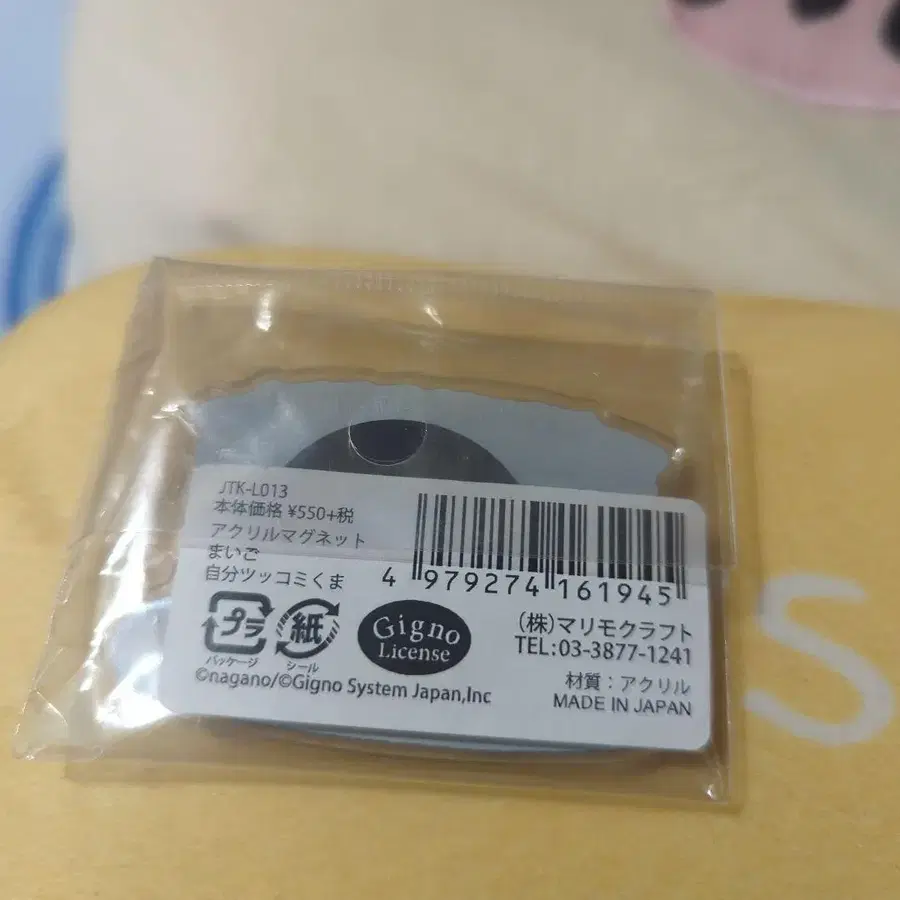 JTK-L013
本体価格 ¥550+税
アクリルマグネット
まいご
自分ツッコミくま
4 979274 161945
プラ
パッケージ
紙
シール
Gigno
License
(株)マリモクラフト
TEL:03-3877-1241
材質：アクリル
MADE IN JAPAN
©nagano/©Gigno System Japan,Inc
S